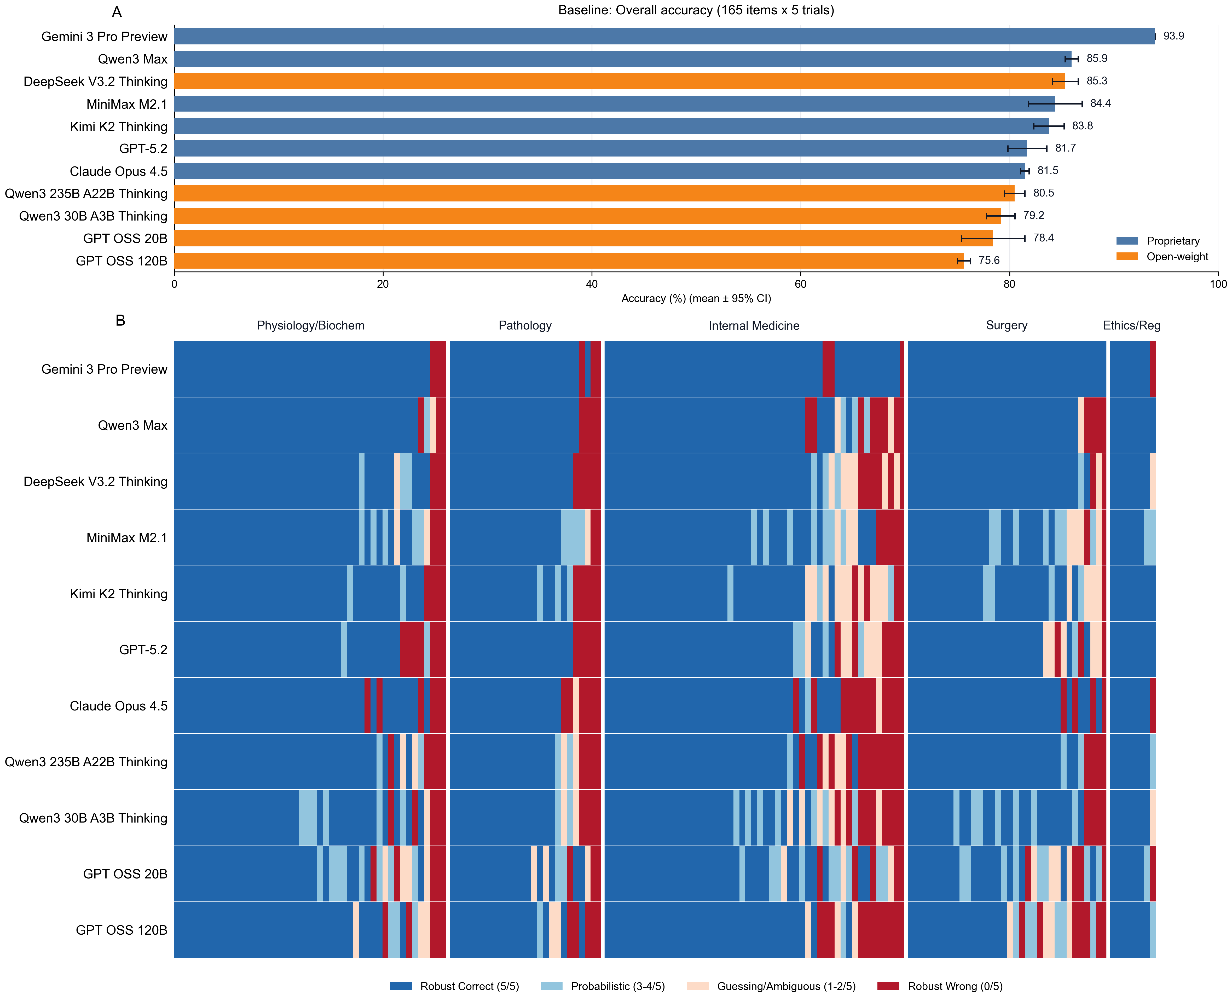 A
Baseline: Overall accuracy (165 items x 5 trials)
Gemini 3 Pro Preview 93.9
Qwen3 Max 85.9
DeepSeek V3.2 Thinking 85.3
MiniMax M2.1 84.4
Kimi K2 Thinking 83.8
GPT-5.2 81.7
Claude Opus 4.5 81.5
Qwen3 235B A22B Thinking 80.5
Qwen3 30B A3B Thinking 79.2
GPT OSS 20B 78.4
GPT OSS 120B 75.6
Proprietary
Open-weight
0 20 40 60 80 100
Accuracy (%) (mean ± 95% CI)
B
Physiology/Biochem Pathology Internal Medicine Surgery Ethics/Reg
Gemini 3 Pro Preview
Qwen3 Max
DeepSeek V3.2 Thinking
MiniMax M2.1
Kimi K2 Thinking
GPT-5.2
Claude Opus 4.5
Qwen3 235B A22B Thinking
Qwen3 30B A3B Thinking
GPT OSS 20B
GPT OSS 120B
Robust Correct (5/5) Probabilistic (3-4/5) Guessing/Ambiguous (1-2/5) Robust Wrong (0/5)